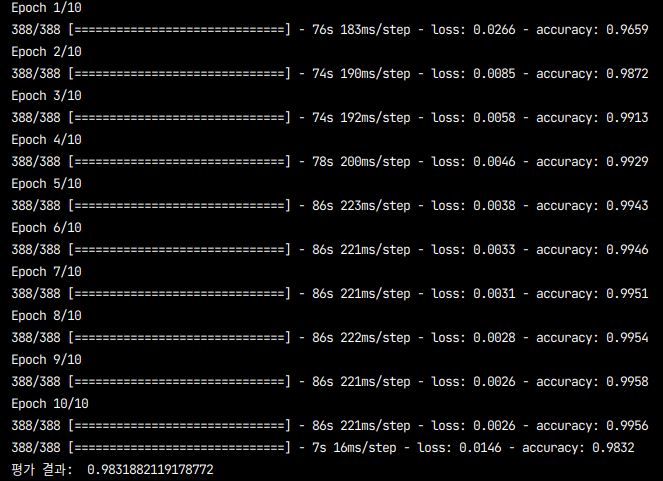 Epoch 1/10
388/388 [==============================] - 76s 183ms/step - loss: 0.0266 - accuracy: 0.9659
Epoch 2/10
388/388 [==============================] - 74s 190ms/step - loss: 0.0085 - accuracy: 0.9872
Epoch 3/10
388/388 [==============================] - 74s 192ms/step - loss: 0.0058 - accuracy: 0.9913
Epoch 4/10
388/388 [==============================] - 78s 200ms/step - loss: 0.0046 - accuracy: 0.9929
Epoch 5/10
388/388 [==============================] - 86s 223ms/step - loss: 0.0038 - accuracy: 0.9943
Epoch 6/10
388/388 [==============================] - 86s 221ms/step - loss: 0.0033 - accuracy: 0.9946
Epoch 7/10
388/388 [==============================] - 86s 221ms/step - loss: 0.0031 - accuracy: 0.9951
Epoch 8/10
388/388 [==============================] - 86s 222ms/step - loss: 0.0028 - accuracy: 0.9954
Epoch 9/10
388/388 [==============================] - 86s 221ms/step - loss: 0.0026 - accuracy: 0.9958
Epoch 10/10
388/388 [==============================] - 86s 221ms/step - loss: 0.0026 - accuracy: 0.9956
388/388 [==============================] - 7s 16ms/step - loss: 0.0146 - accuracy: 0.9832
평가 결과:  0.9831882119178772